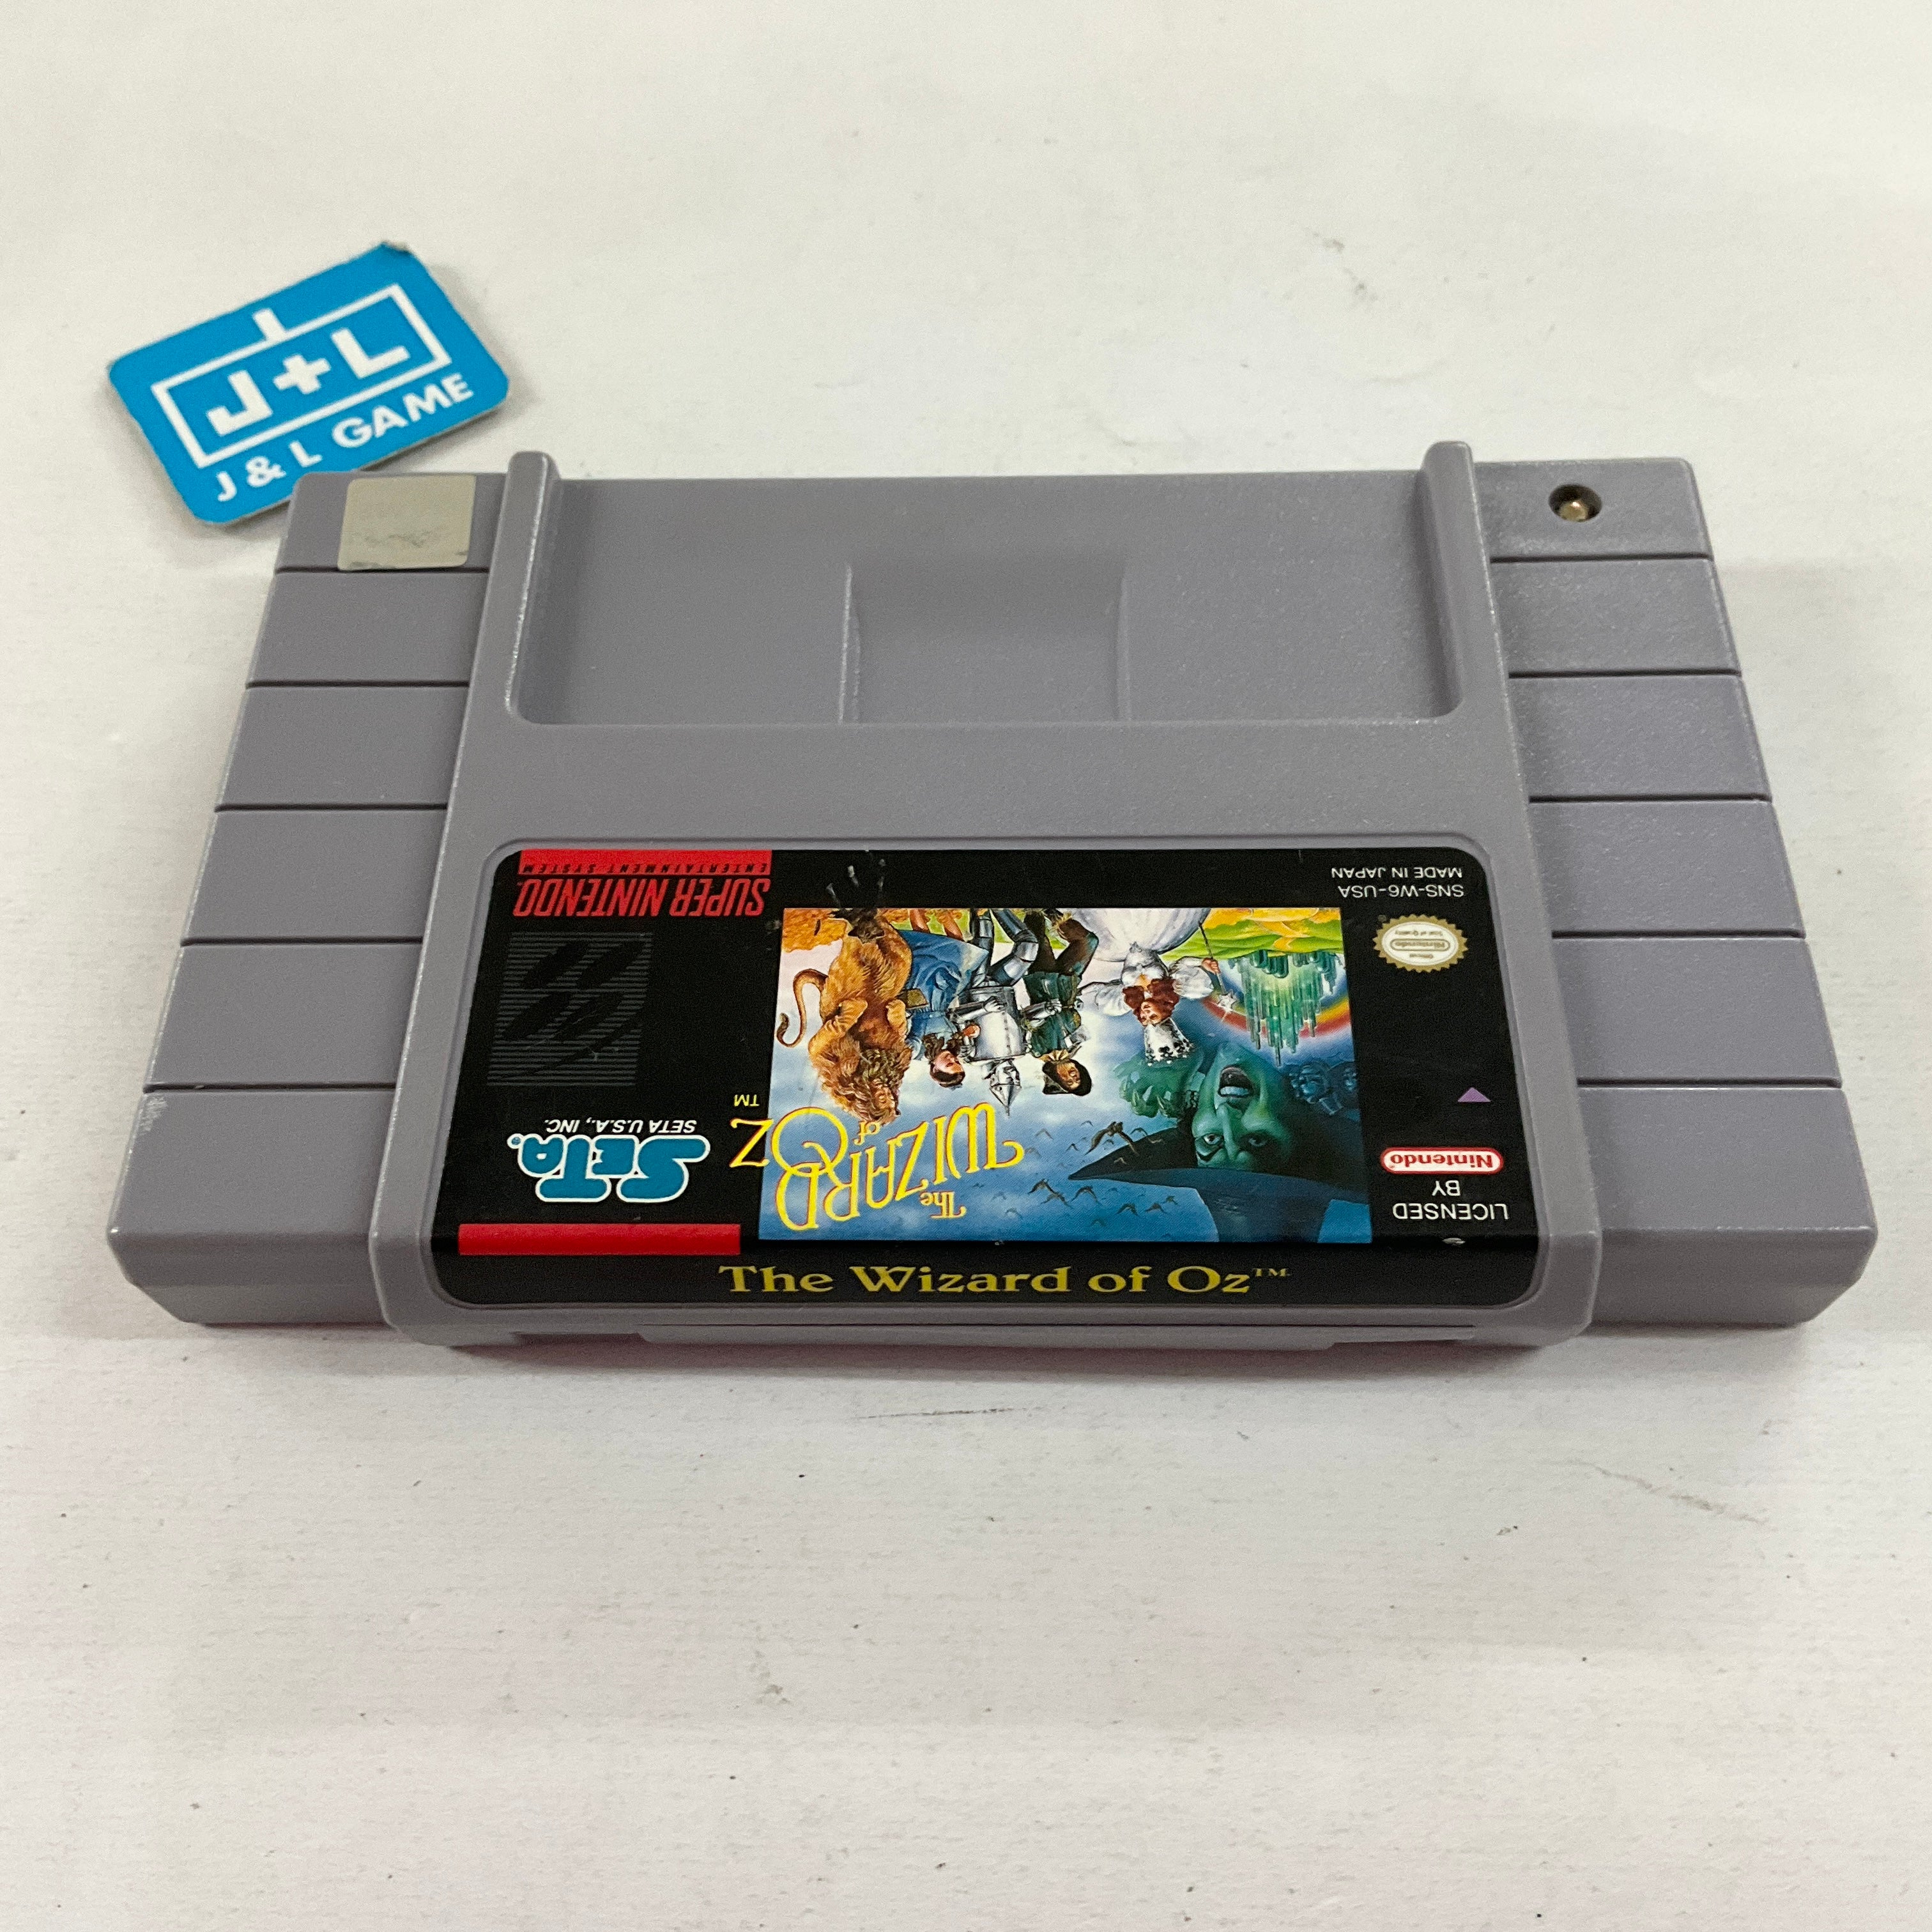 J+L
J & L GAME
SUPER NINTENDO
ENTERTAINMENT SYSTEM
SNS-W6-USA
MADE IN JAPAN
Nintendo
The
WIZARD
of
OZ
TM
SETA
SETA U.S.A., INC.
LICENSED
BY
Nintendo
The Wizard of Oz™